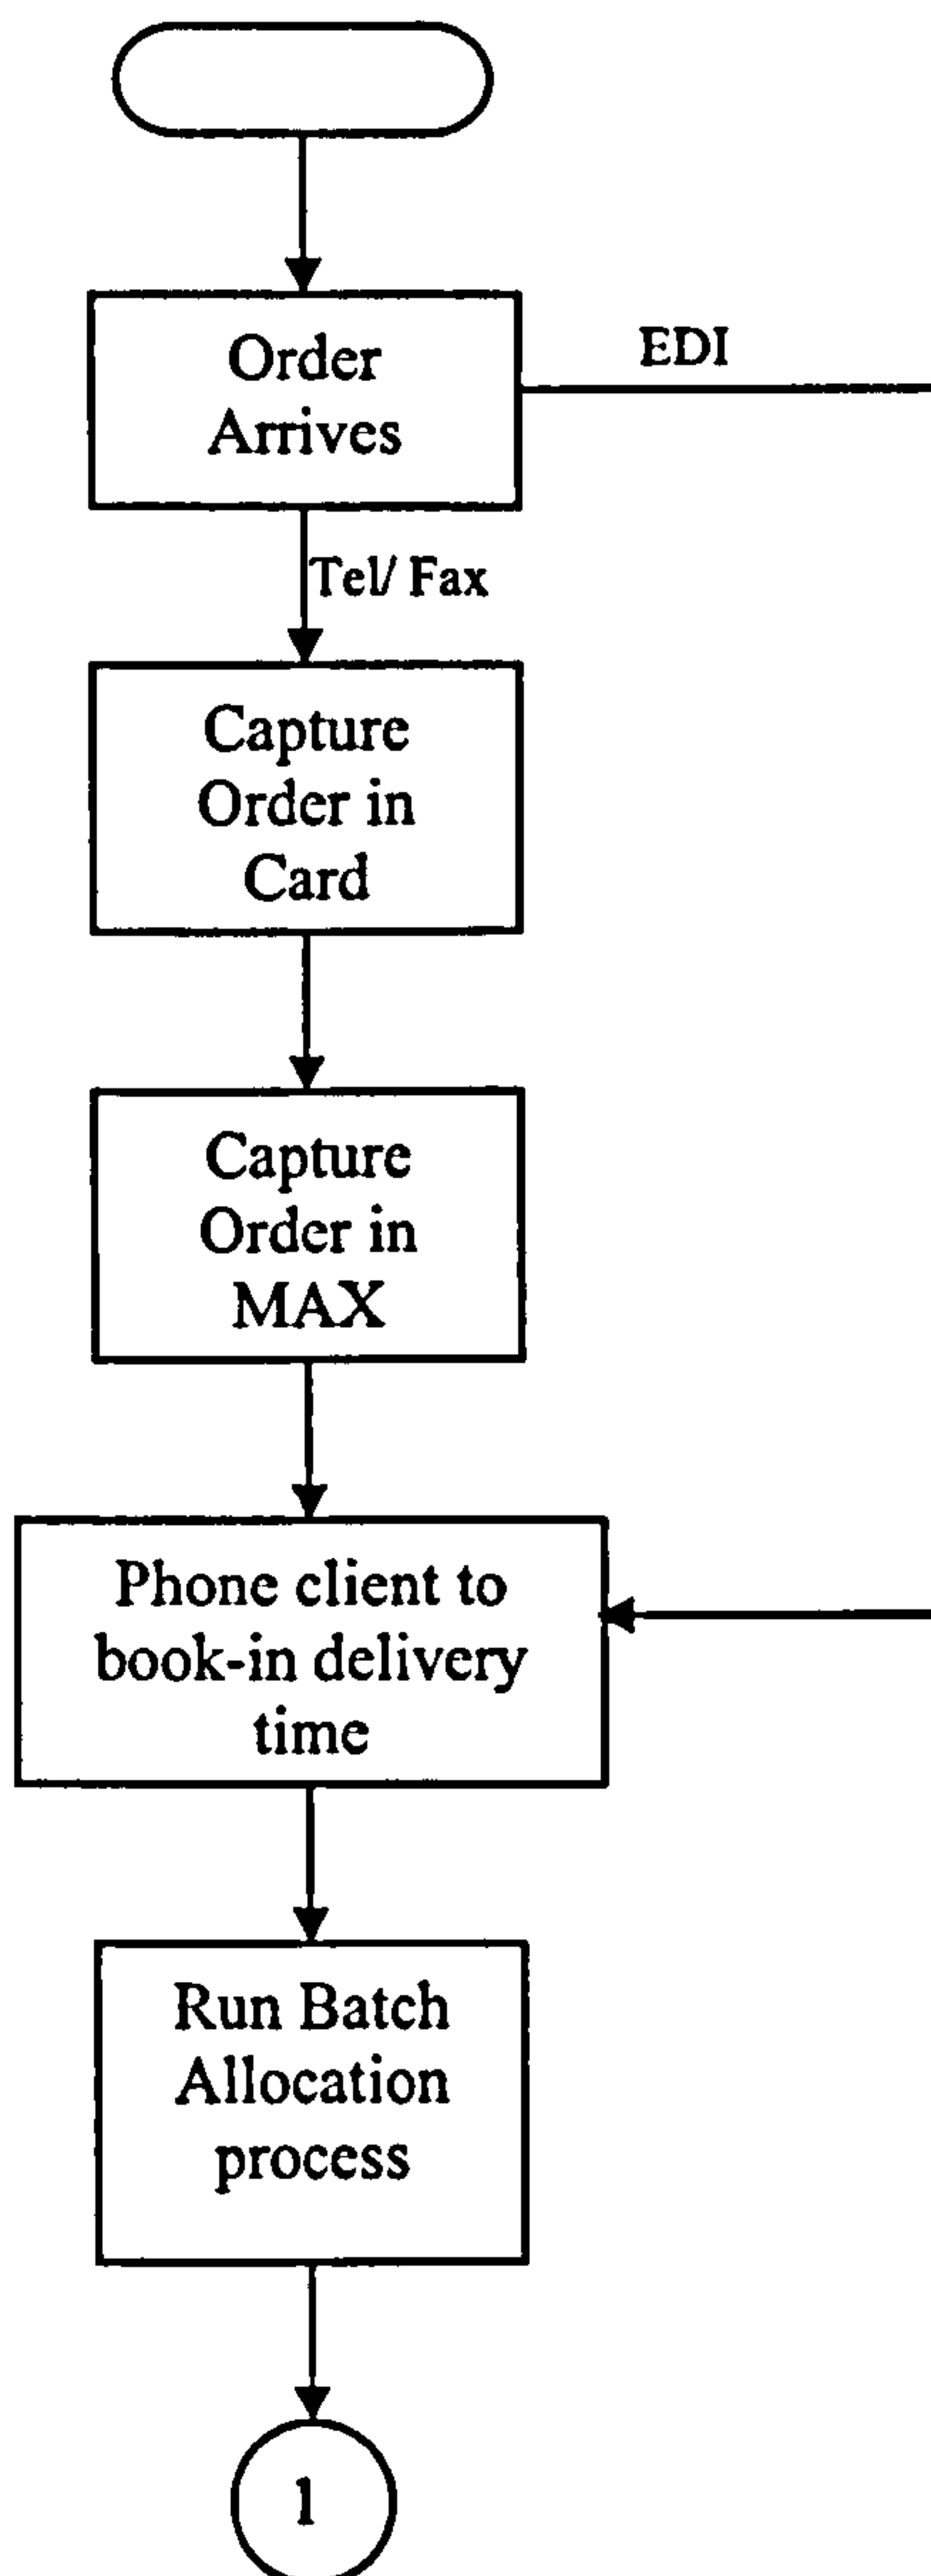 Order
Arrives
EDI
Tel/ Fax
Capture
Order in
Card
Capture
Order in
MAX
Phone client to
book-in delivery
time
Run Batch
Allocation
process
1